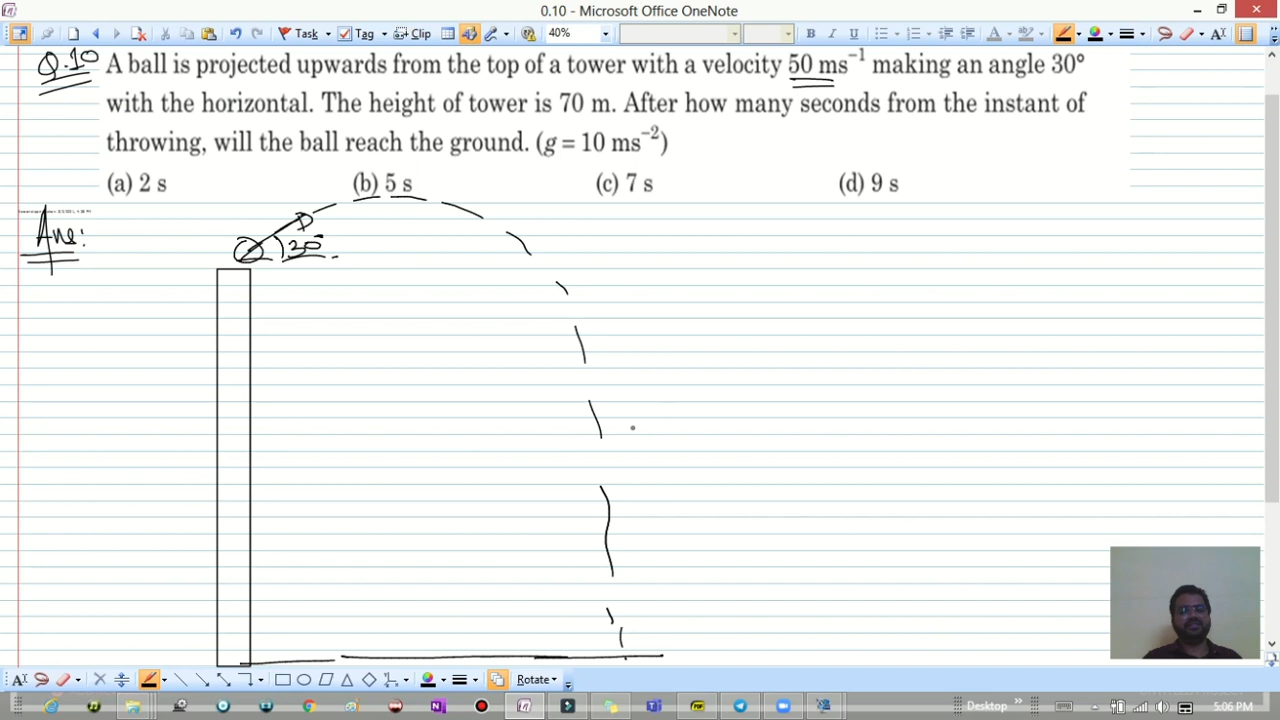 0.10 - Microsoft Office OneNote
Task Tag Clip 40% B I U
Q.10 A ball is projected upwards from the top of a tower with a velocity 50 ms⁻¹ making an angle 30°
with the horizontal. The height of tower is 70 m. After how many seconds from the instant of
throwing, will the ball reach the ground. (g = 10 ms⁻²)
(a) 2 s (b) 5 s (c) 7 s (d) 9 s
Ans:
30°
Rotate
Desktop 5:06 PM